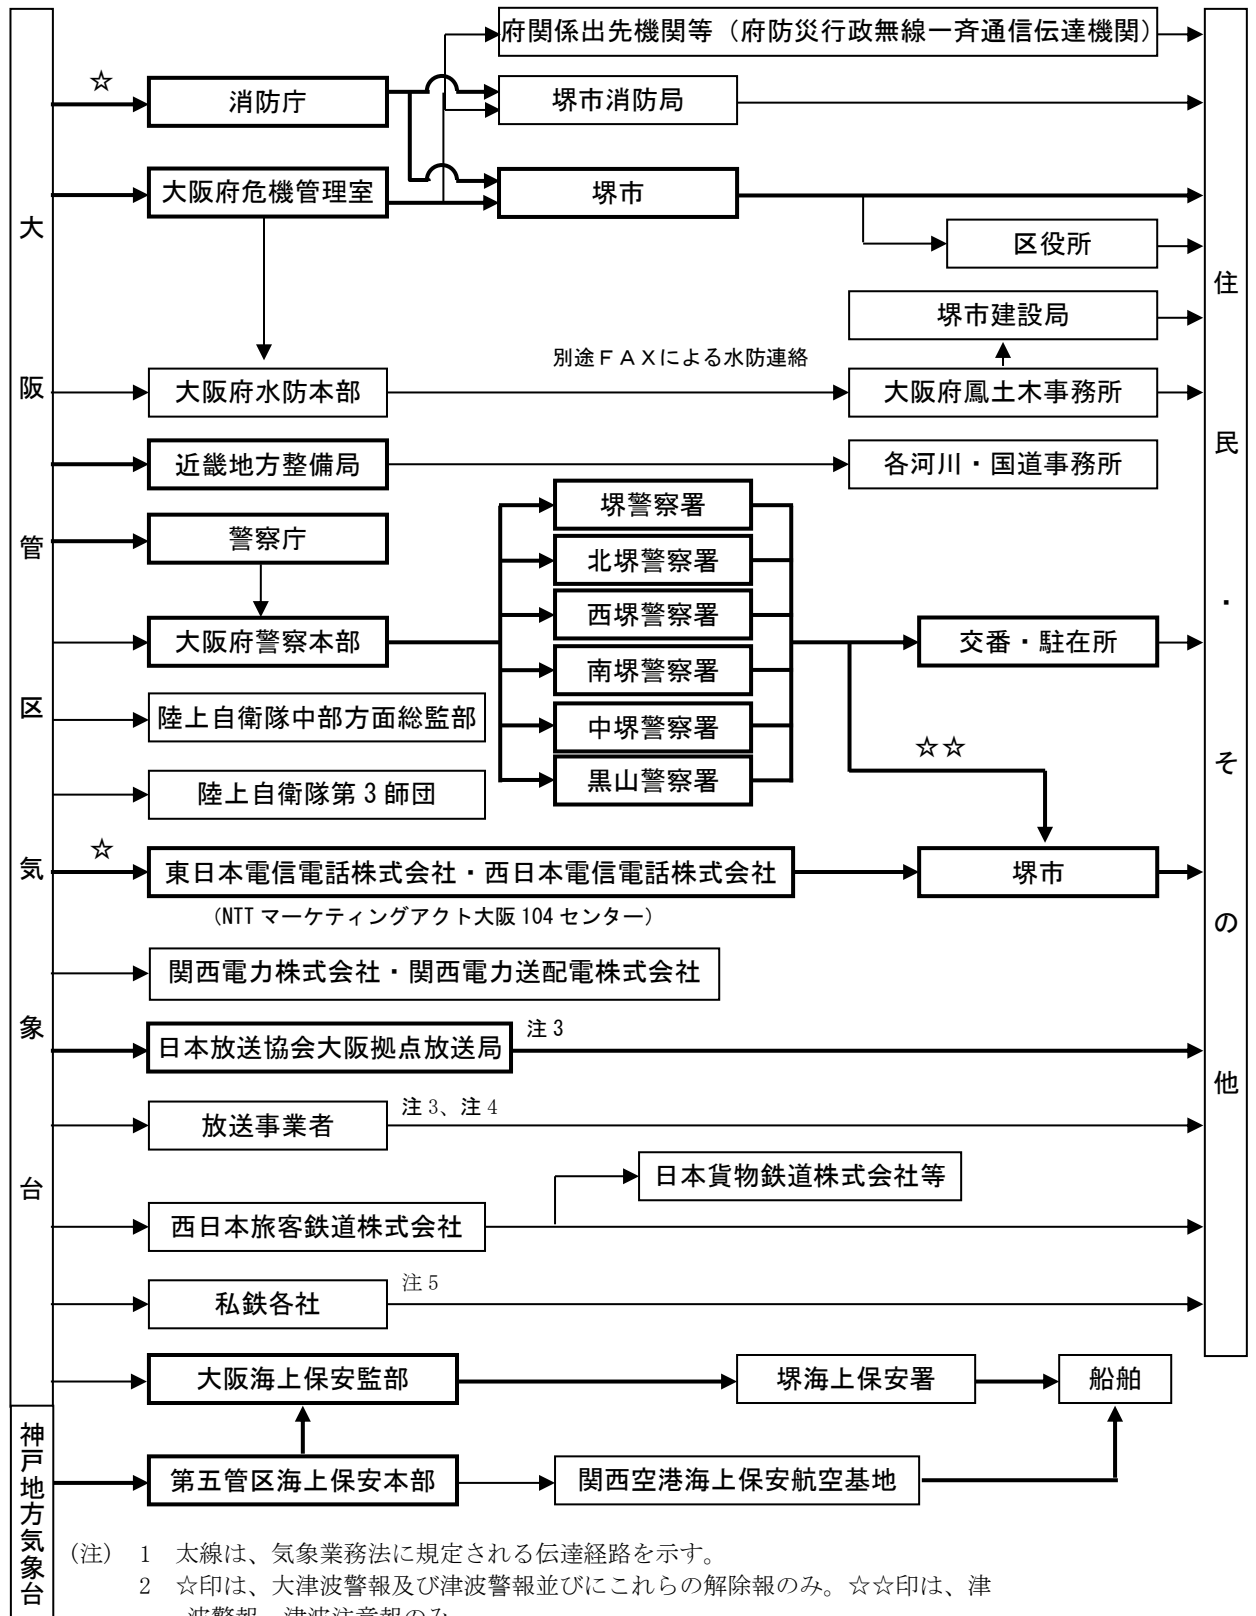 大阪管区気象台
神戸地方気象台
府関係出先機関等（府防災行政無線一斉通信伝達機関）
☆
消防庁
堺市消防局
大阪府危機管理室
堺市
区役所
堺市建設局
別途ＦＡＸによる水防連絡
大阪府水防本部
大阪府鳳土木事務所
近畿地方整備局
各河川・国道事務所
堺警察署
警察庁
北堺警察署
西堺警察署
大阪府警察本部
交番・駐在所
南堺警察署
陸上自衛隊中部方面総監部
中堺警察署
☆☆
黒山警察署
陸上自衛隊第３師団
☆
東日本電信電話株式会社・西日本電信電話株式会社
堺市
（NTTマーケティングアクト大阪104センター）
関西電力株式会社・関西電力送配電株式会社
日本放送協会大阪拠点放送局
注3
放送事業者
注3、注4
日本貨物鉄道株式会社等
西日本旅客鉄道株式会社
私鉄各社
注5
大阪海上保安監部
堺海上保安署
船舶
第五管区海上保安本部
関西空港海上保安航空基地
住民・その他
（注） 1 太線は、気象業務法に規定される伝達経路を示す。
2 ☆印は、大津波警報及び津波警報並びにこれらの解除報のみ。☆☆印は、津